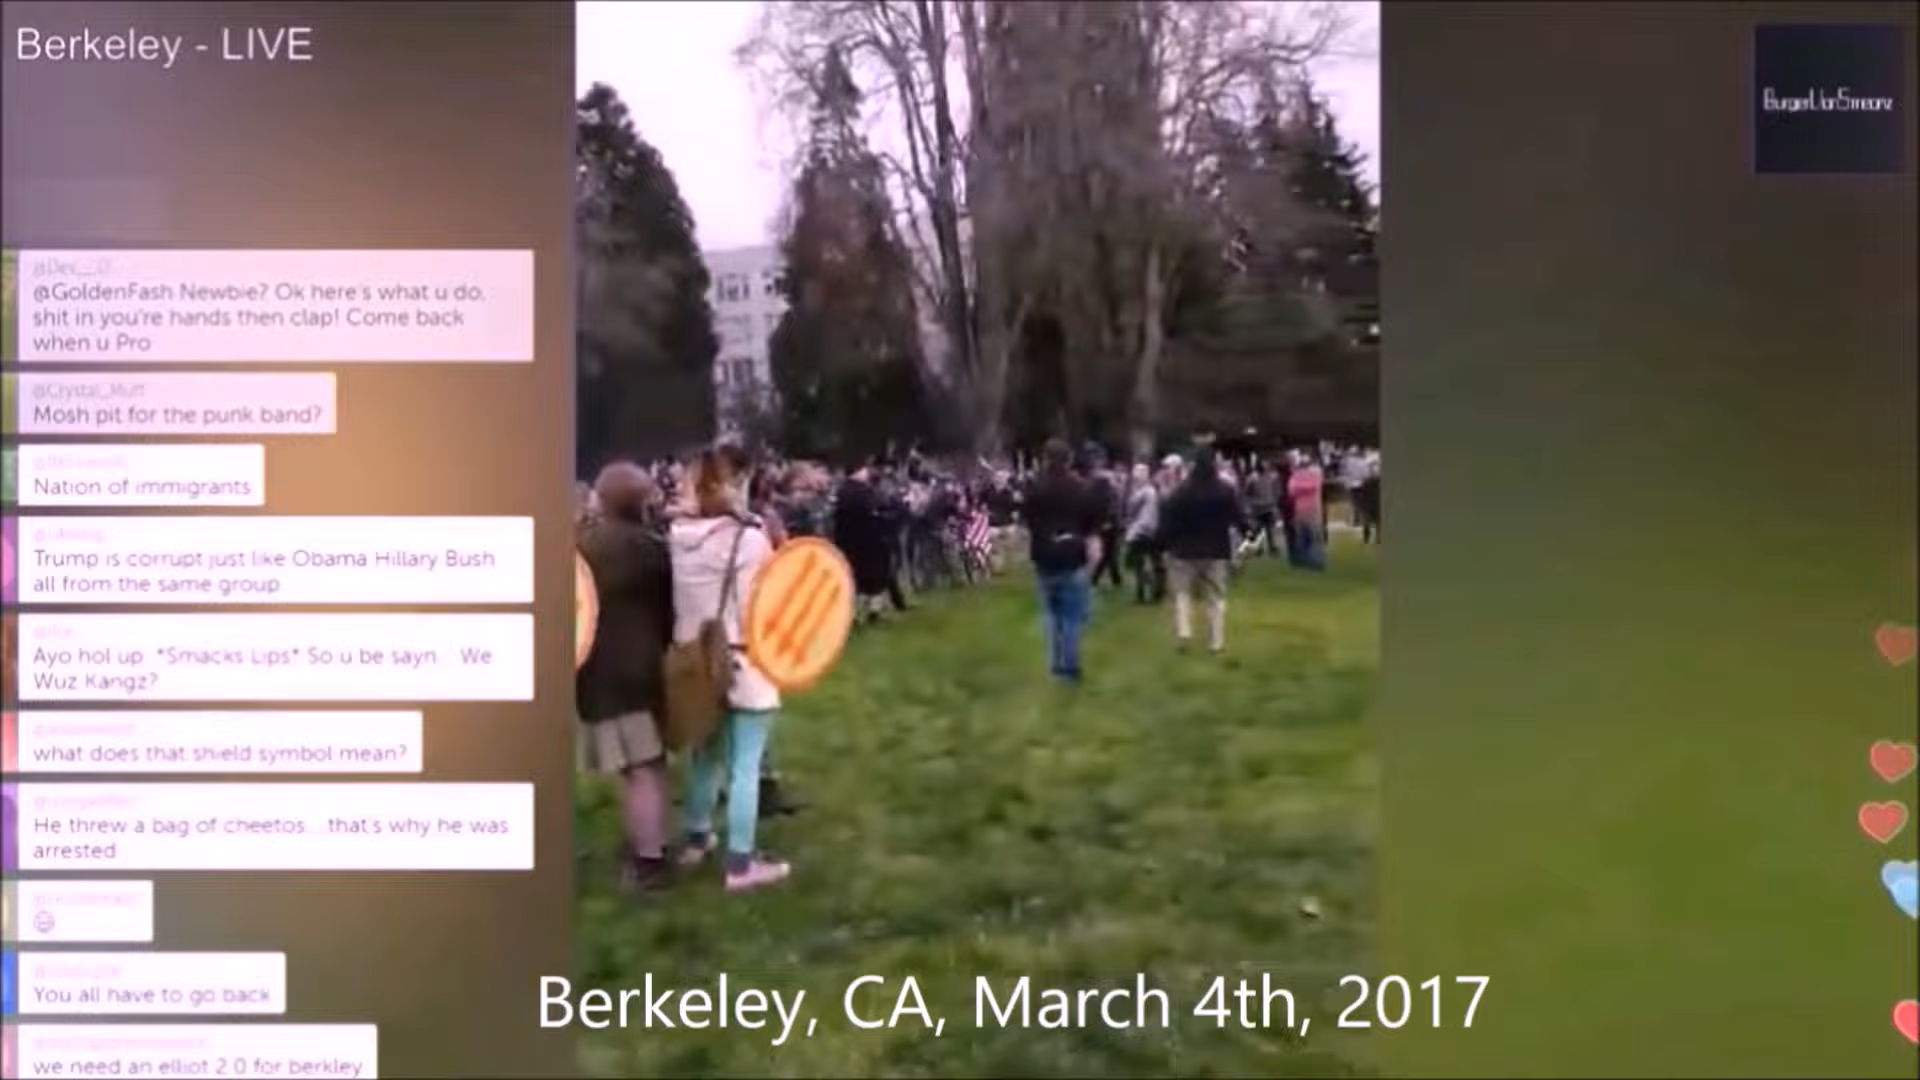 Berkeley - LIVE
@GoldenFash Newbie? Ok here's what u do,
shit in you're hands then clap! Come back
when u Pro
Mosh pit for the punk band?
Nation of immigrants
Trump is corrupt just like Obama Hillary Bush
all from the same group
Ayo hol up *Smacks Lips* So u be sayn... We
Wuz Kangz?
what does that shield symbol mean?
He threw a bag of cheetos....that's why he was
arrested
You all have to go back
we need an elliot 2.0 for berkley
Berkeley, CA, March 4th, 2017